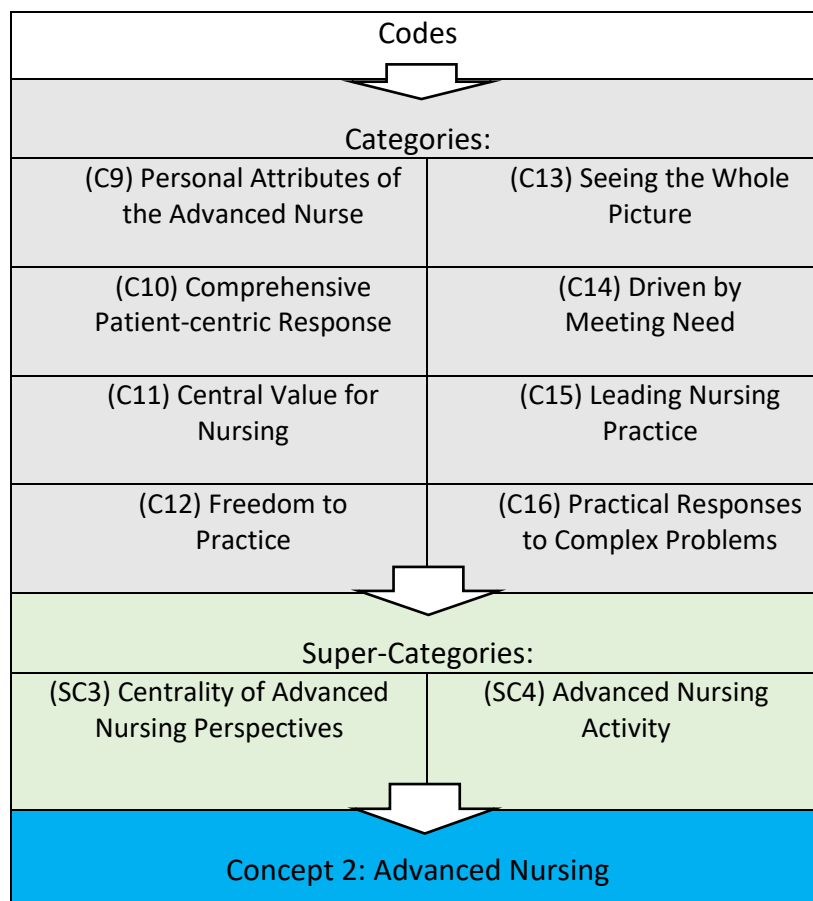 Codes
Categories:
(C9) Personal Attributes of
the Advanced Nurse
(C13) Seeing the Whole
Picture
(C10) Comprehensive
Patient-centric Response
(C14) Driven by
Meeting Need
(C11) Central Value for
Nursing
(C15) Leading Nursing
Practice
(C12) Freedom to
Practice
(C16) Practical Responses
to Complex Problems
Super-Categories:
(SC3) Centrality of Advanced
Nursing Perspectives
(SC4) Advanced Nursing
Activity
Concept 2: Advanced Nursing